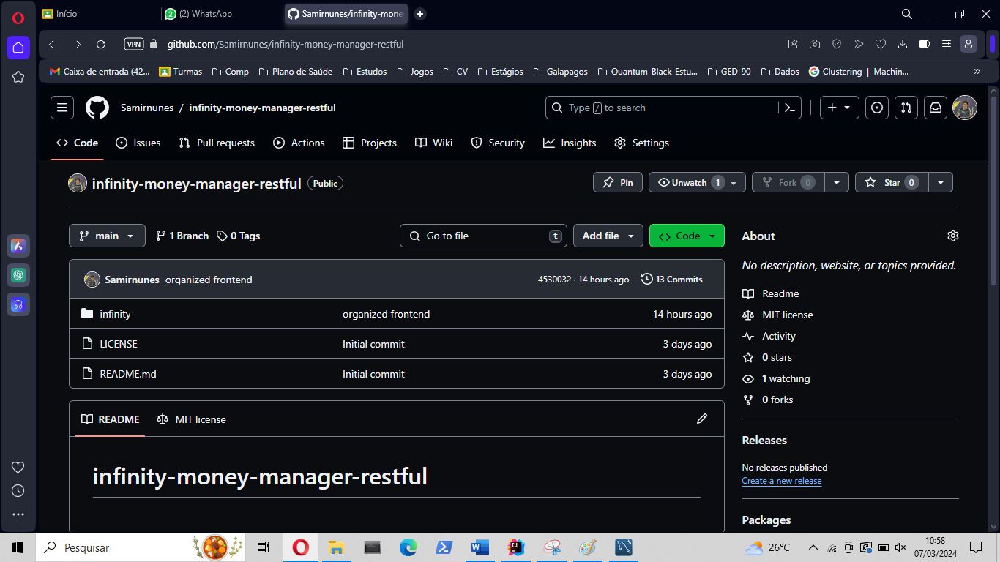 Início
2
(2) WhatsApp
Samirnunes/infinity-mone
VPN
github.com/Samirnunes/infinity-money-manager-restful
Caixa de entrada (42...
Turmas
Comp
Plano de Saúde
Estudos
Jogos
CV
Estágios
Galapagos
Quantum-Black-Estu...
GED-90
Dados
Clustering | Machin...
Samirnunes / infinity-money-manager-restful
Type / to search
Code
Issues
Pull requests
Actions
Projects
Wiki
Security
Insights
Settings
infinity-money-manager-restful
Public
Pin
Unwatch 1
Fork 0
Star 0
main
1 Branch
0 Tags
Go to file
t
Add file
Code
About
No description, website, or topics provided.
Samirnunes organized frontend
4530032 · 14 hours ago
13 Commits
infinity
organized frontend
14 hours ago
LICENSE
Initial commit
3 days ago
README.md
Initial commit
3 days ago
Readme
MIT license
Activity
0 stars
1 watching
0 forks
README
MIT license
infinity-money-manager-restful
Releases
No releases published
Create a new release
Packages
Pesquisar
26°C
10:58
07/03/2024